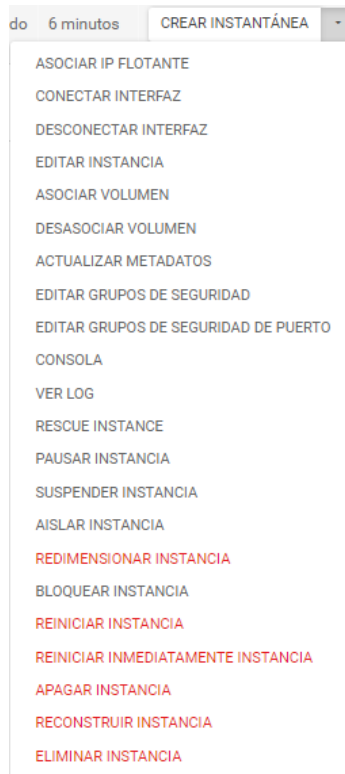 do 6 minutos CREAR INSTANTÁNEA
ASOCIAR IP FLOTANTE
CONECTAR INTERFAZ
DESCONECTAR INTERFAZ
EDITAR INSTANCIA
ASOCIAR VOLUMEN
DESASOCIAR VOLUMEN
ACTUALIZAR METADATOS
EDITAR GRUPOS DE SEGURIDAD
EDITAR GRUPOS DE SEGURIDAD DE PUERTO
CONSOLA
VER LOG
RESCUE INSTANCE
PAUSAR INSTANCIA
SUSPENDER INSTANCIA
AISLAR INSTANCIA
REDIMENSIONAR INSTANCIA
BLOQUEAR INSTANCIA
REINICIAR INSTANCIA
REINICIAR INMEDIATAMENTE INSTANCIA
APAGAR INSTANCIA
RECONSTRUIR INSTANCIA
ELIMINAR INSTANCIA